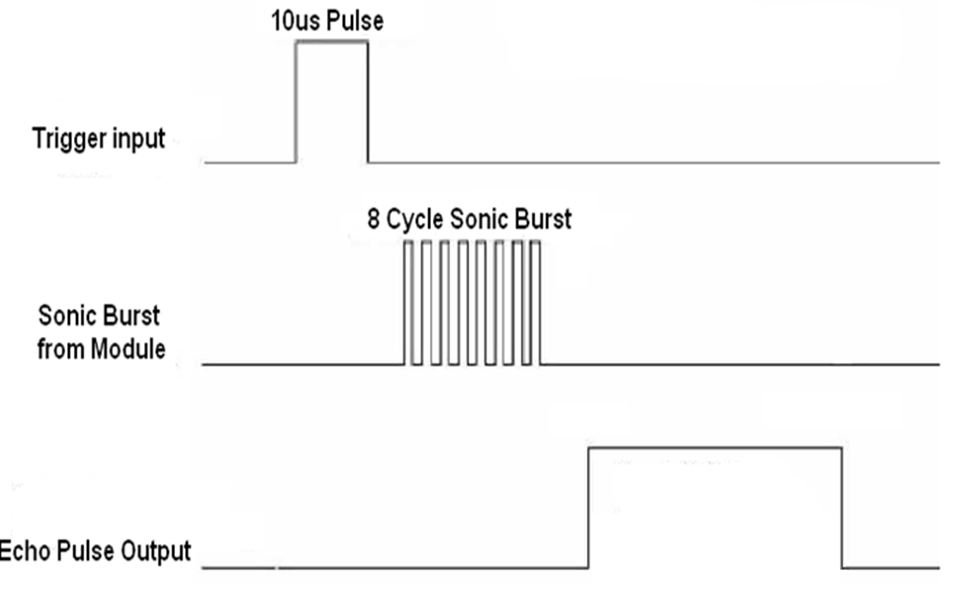 10us Pulse
Trigger input
8 Cycle Sonic Burst
Sonic Burst
from Module
Echo Pulse Output